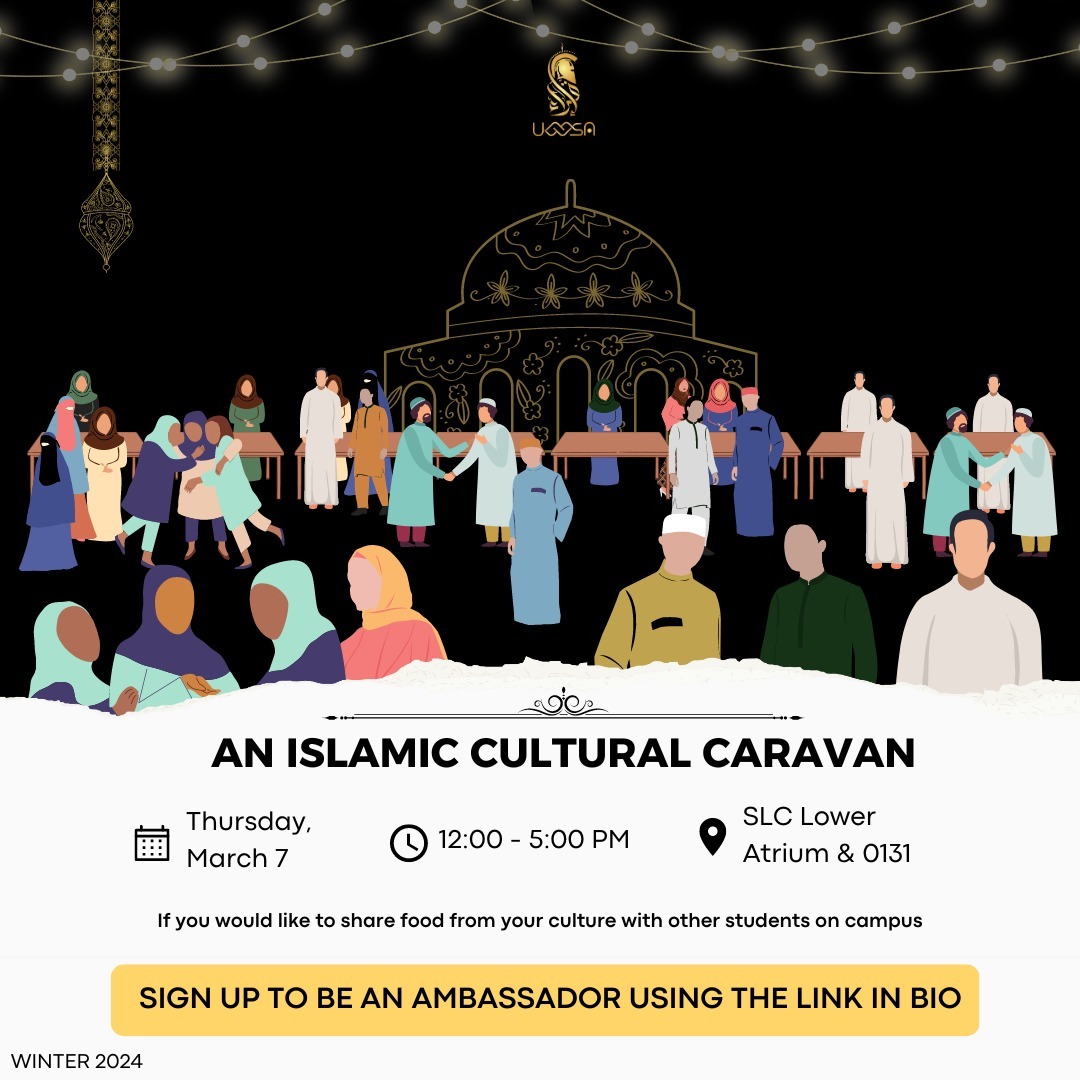 UWMSA
AN ISLAMIC CULTURAL CARAVAN
Thursday,
March 7
12:00 - 5:00 PM
SLC Lower
Atrium & 0131
If you would like to share food from your culture with other students on campus
SIGN UP TO BE AN AMBASSADOR USING THE LINK IN BIO
WINTER 2024